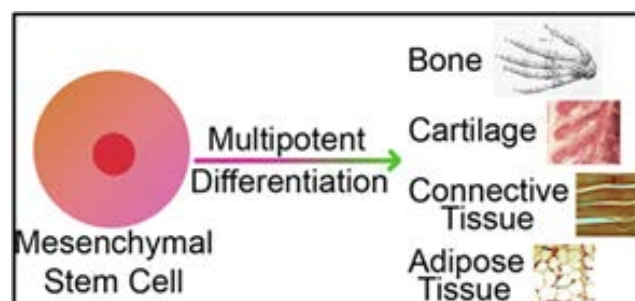 Mesenchymal
Stem Cell
Multipotent
Differentiation
Bone
Cartilage
Connective
Tissue
Adipose
Tissue